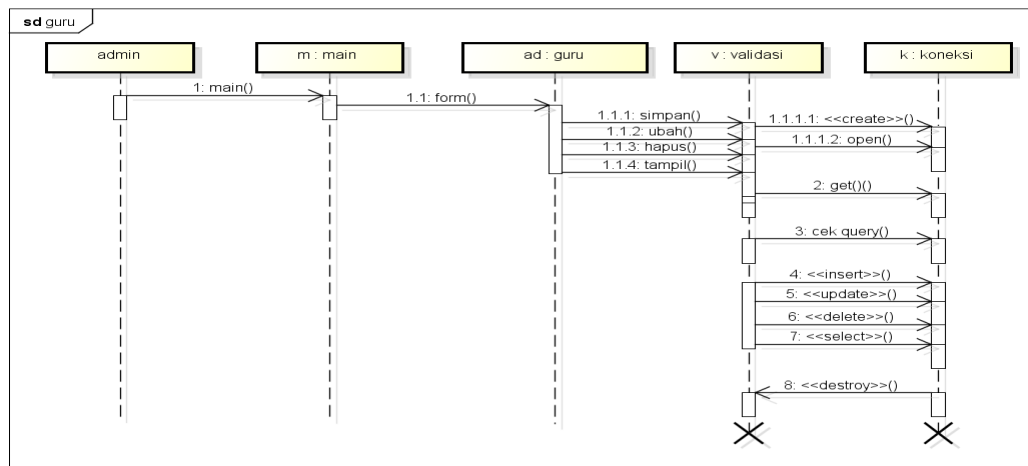 sd guru
admin
m : main
ad : guru
v : validasi
k : koneksi
1: main()
1.1: form()
1.1.1: simpan()
1.1.1.1: <<create>>()
1.1.2: ubah()
1.1.3: hapus()
1.1.1.2: open()
1.1.4: tampil()
2: get()()
3: cek query()
4: <<insert>>()
5: <<update>>()
6: <<delete>>()
7: <<select>>()
8: <<destroy>>()